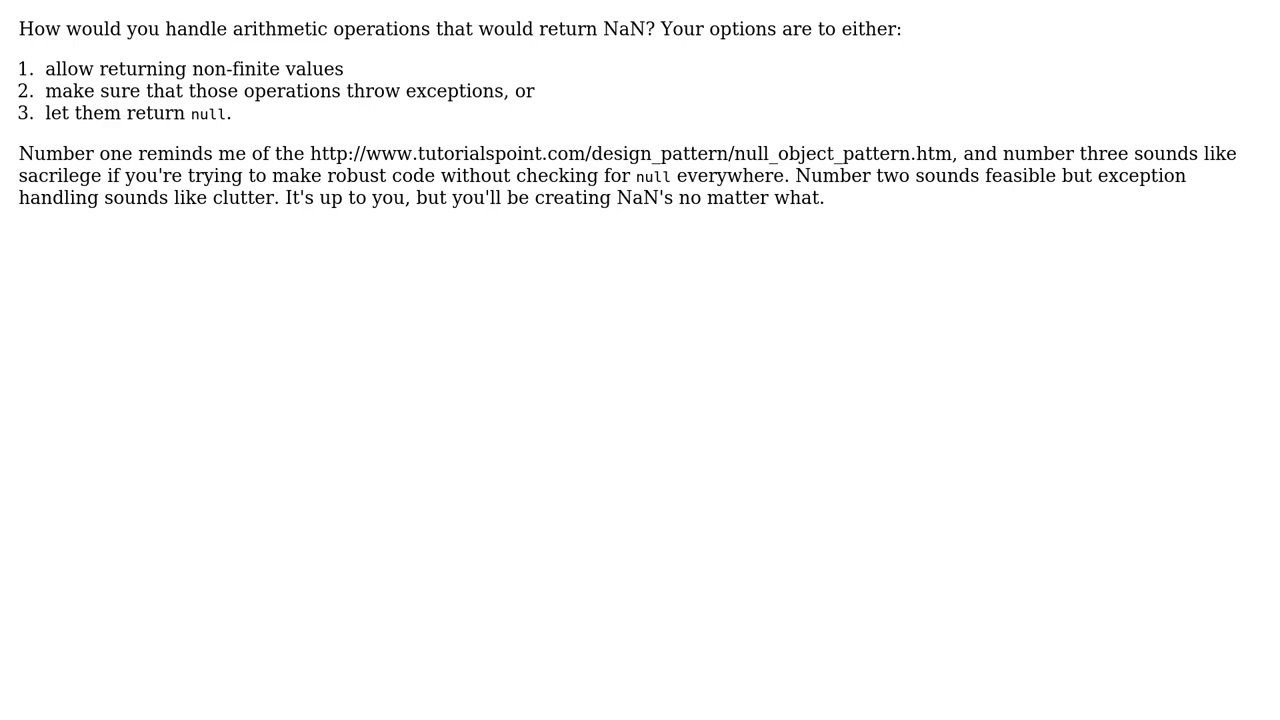 How would you handle arithmetic operations that would return NaN? Your options are to either:
1. allow returning non-finite values
2. make sure that those operations throw exceptions, or
3. let them return null.
Number one reminds me of the http://www.tutorialspoint.com/design_pattern/null_object_pattern.htm, and number three sounds like
sacrilege if you're trying to make robust code without checking for null everywhere. Number two sounds feasible but exception
handling sounds like clutter. It's up to you, but you'll be creating NaN's no matter what.